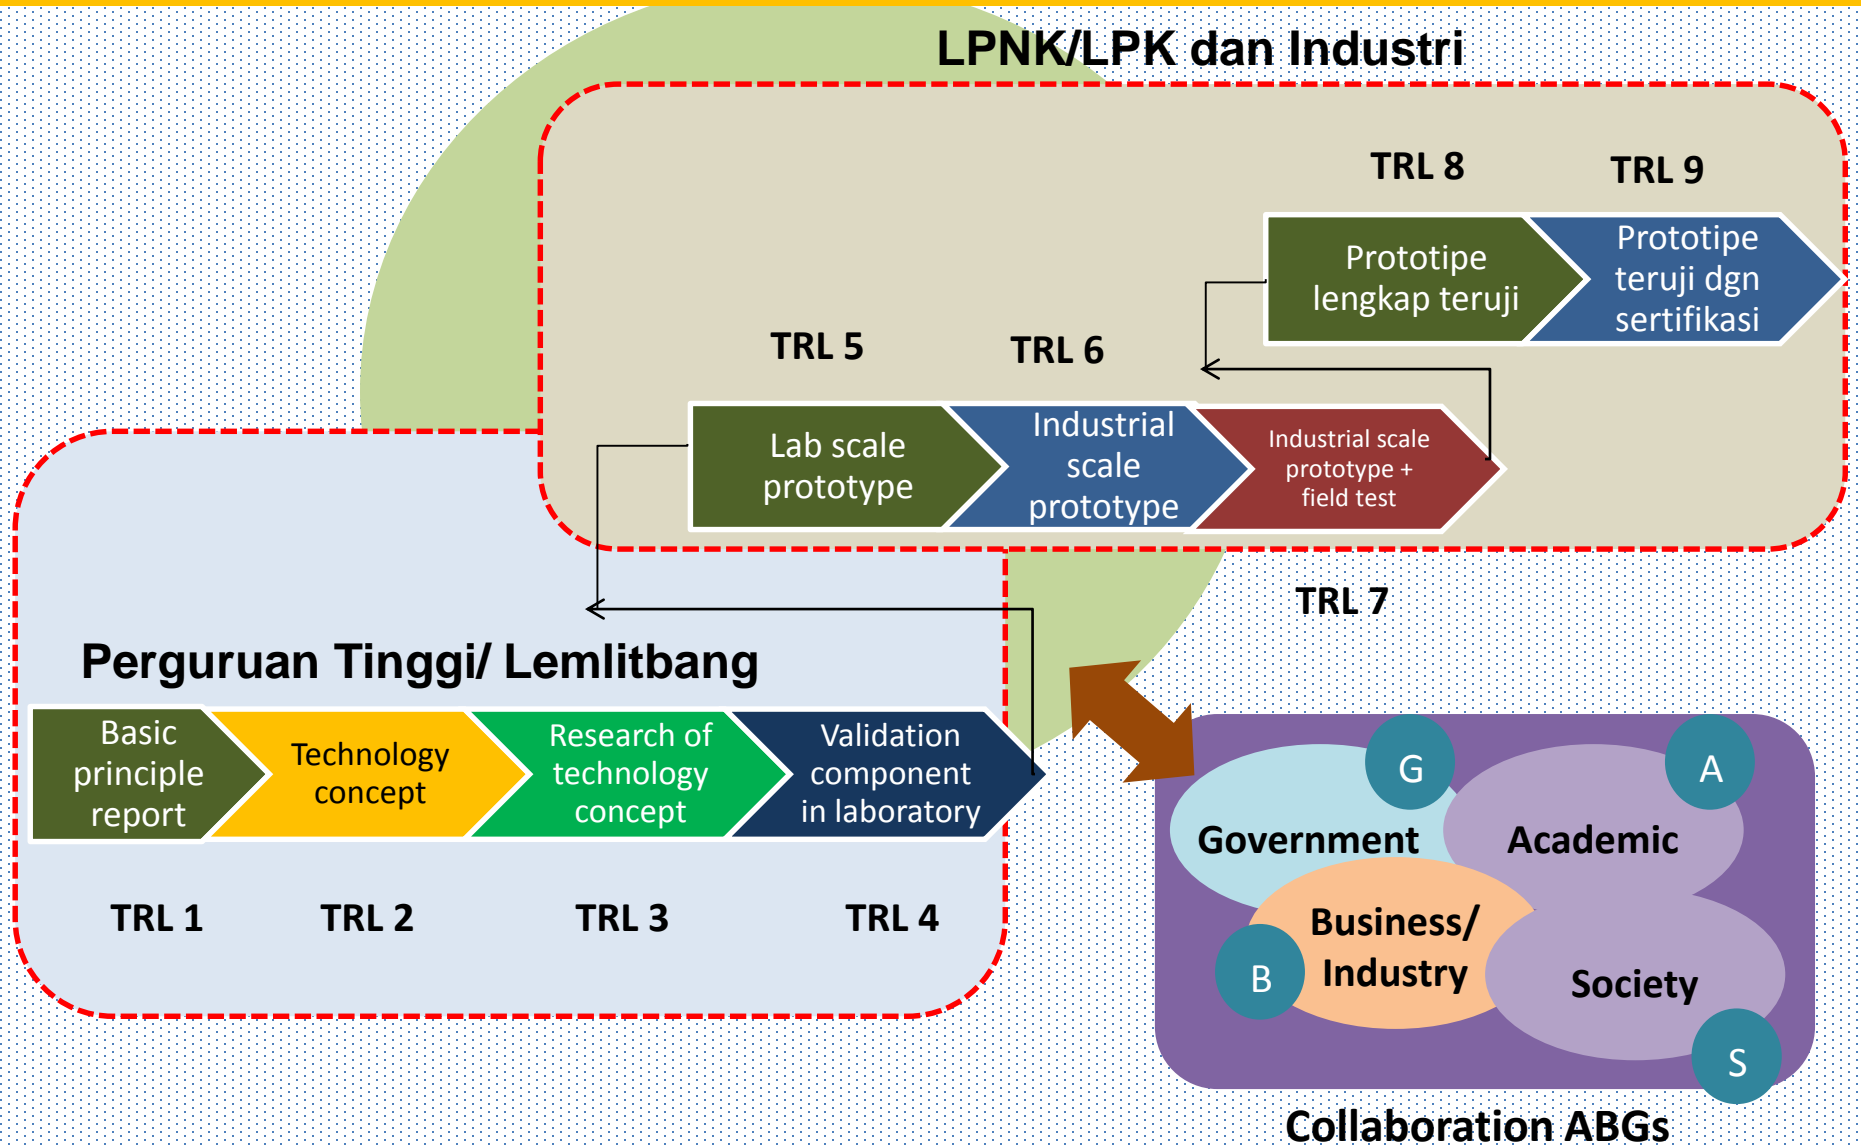 LPNK/LPK dan Industri
TRL 8
TRL 9
Prototipe
lengkap teruji
Prototipe
teruji dgn
sertifikasi
TRL 5
TRL 6
Lab scale
prototype
Industrial
scale
prototype
Industrial scale
prototype +
field test
TRL 7
Perguruan Tinggi/ Lemlitbang
Basic
principle
report
Technology
concept
Research of
technology
concept
Validation
component
in laboratory
TRL 1
TRL 2
TRL 3
TRL 4
G
A
Government
Academic
Business/
Industry
B
Society
S
Collaboration ABGs